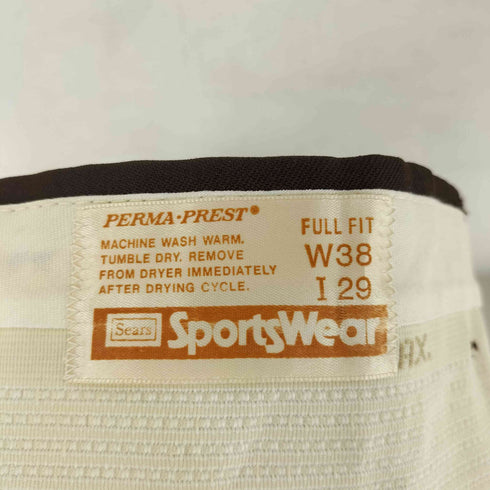 PERMA·PREST®
MACHINE WASH WARM.
TUMBLE DRY. REMOVE
FROM DRYER IMMEDIATELY
AFTER DRYING CYCLE.
FULL FIT
W38
I 29
Sears SportsWear